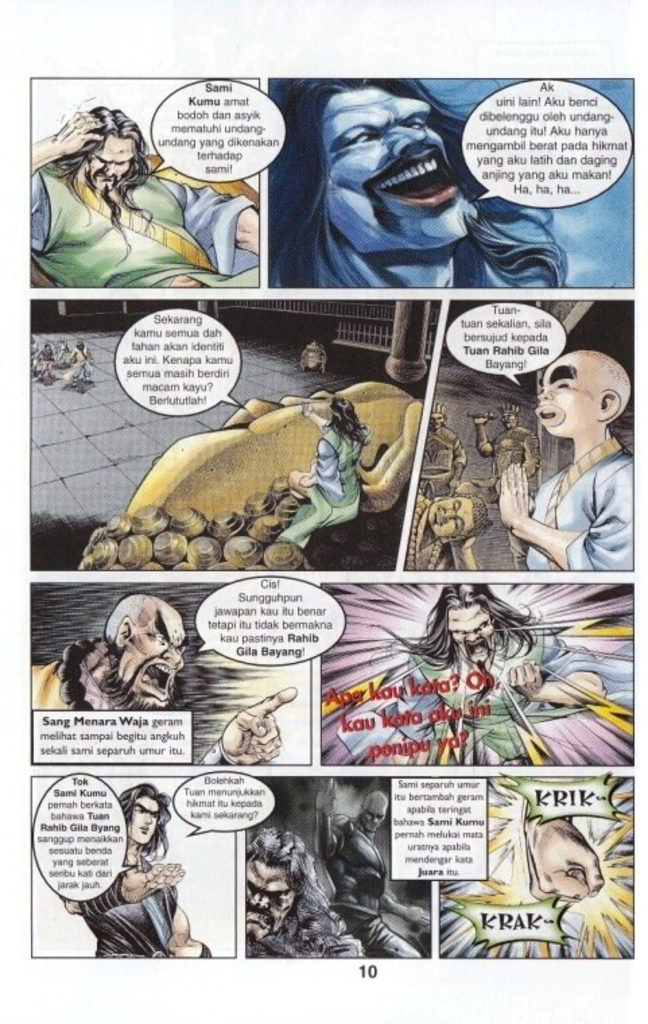 Sami
Kumu amat
bodoh dan asyik
mematuhi undang-
undang yang dikenakan
terhadap
sami!
Ak
uini lain! Aku benci
dibelenggu oleh undang-
undang itu! Aku hanya
mengambil berat pada hikmat
yang aku latih dan daging
anjing yang aku makan!
Ha, ha, ha...
Sekarang
kamu semua dah
fahan akan identiti
aku ini. Kenapa kamu
semua masih berdiri
macam kayu?
Berlututlah!
Tuan-
tuan sekalian, sila
bersujud kepada
Tuan Rahib Gila
Bayang!
Cis!
Sungguhpun
jawapan kau itu benar
tetapi itu tidak bermakna
kau pastinya Rahib
Gila Bayang!
Sang Menara Waja geram
melihat sampai begitu angkuh
sekali sami separuh umur itu.
Apa kau kata? Oh,
kau kata aku ini
penipu ya?
Tok
Sami Kumu
pernah berkata
bahawa Tuan
Rahib Gila Byang
sanggup menaikkan
sesuatu benda
yang seberat
seribu kati dari
jarak jauh.
Bolehkah
Tuan menunjukkan
hikmat itu kepada
kami sekarang?
Sami separuh umur
itu bertambah geram
apabila teringat
bahawa Sami Kumu
pernah melukai mata
uratnya apabila
mendengar kata
Juara itu.
KRIK~
KRAK~
10